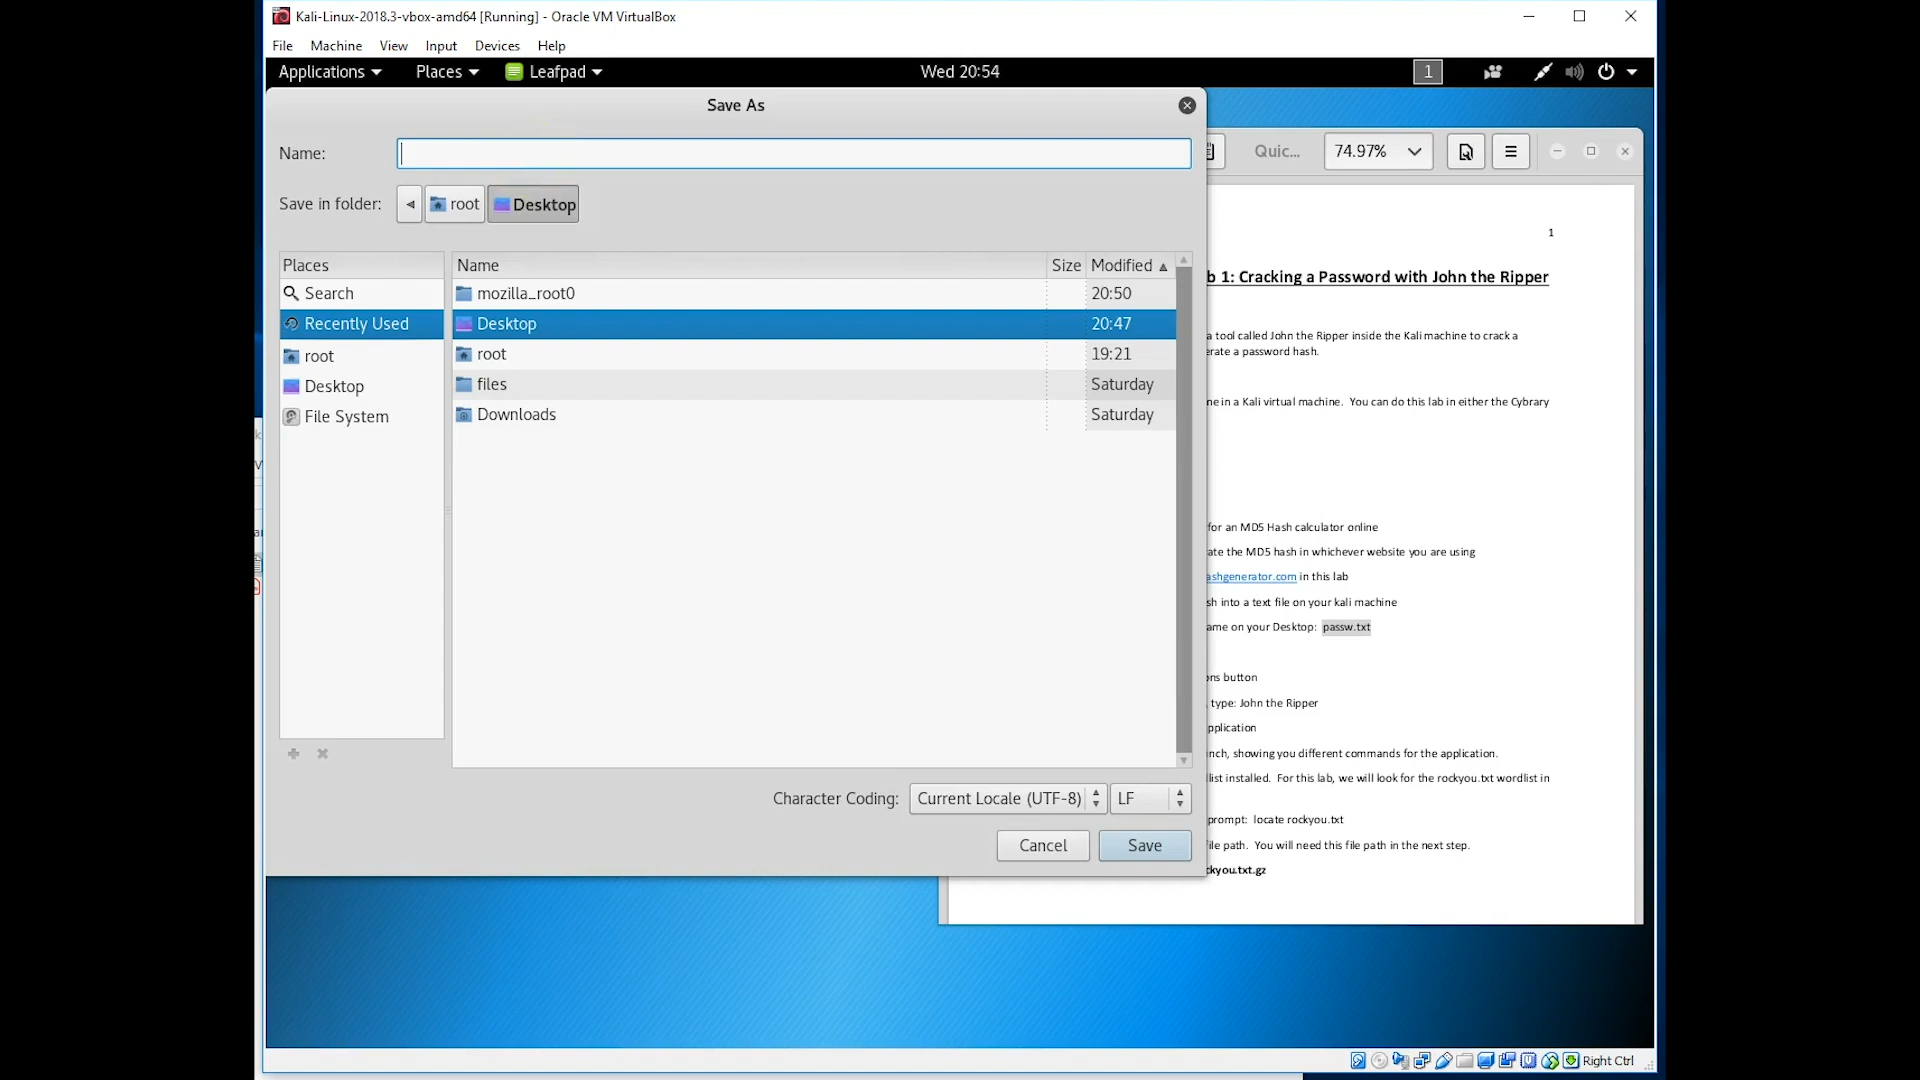 Kali-Linux-2018.3-vbox-amd64 [Running] - Oracle VM VirtualBox
File Machine View Input Devices Help
Applications Places Leafpad Wed 20:54 1
Save As
Name:
Save in folder: root Desktop
Places
Search
Recently Used
root
Desktop
File System
Name Size Modified
mozilla_root0 20:50
Desktop 20:47
root 19:21
files Saturday
Downloads Saturday
Character Coding: Current Locale (UTF-8) LF
Cancel Save
Quic... 74.97%
1
b 1: Cracking a Password with John the Ripper
a tool called John the Ripper inside the Kali machine to crack a
erate a password hash.
ne in a Kali virtual machine. You can do this lab in either the Cybrary
for an MD5 Hash calculator online
ate the MD5 hash in whichever website you are using
ashgenerator.com in this lab
sh into a text file on your kali machine
ame on your Desktop: passw.txt
ons button
, type: John the Ripper
pplication
nch, showing you different commands for the application.
list installed. For this lab, we will look for the rockyou.txt wordlist in
prompt: locate rockyou.txt
ile path. You will need this file path in the next step.
ckyou.txt.gz
Right Ctrl